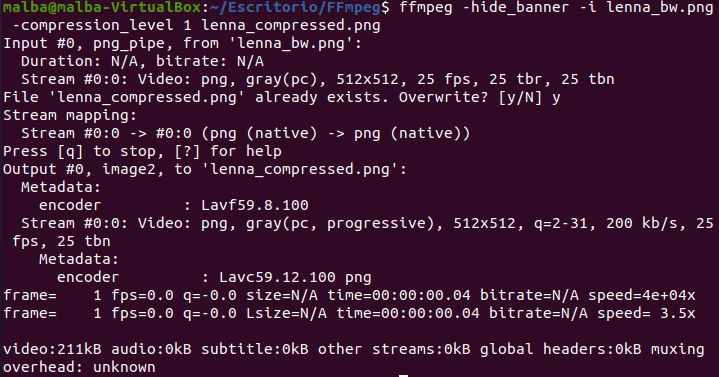 malba@malba-VirtualBox:~/Escritorio/FFmpeg$ ffmpeg -hide_banner -i lenna_bw.png
 -compression_level 1 lenna_compressed.png
Input #0, png_pipe, from 'lenna_bw.png':
  Duration: N/A, bitrate: N/A
  Stream #0:0: Video: png, gray(pc), 512x512, 25 fps, 25 tbr, 25 tbn
File 'lenna_compressed.png' already exists. Overwrite? [y/N] y
Stream mapping:
  Stream #0:0 -> #0:0 (png (native) -> png (native))
Press [q] to stop, [?] for help
Output #0, image2, to 'lenna_compressed.png':
  Metadata:
    encoder         : Lavf59.8.100
  Stream #0:0: Video: png, gray(pc, progressive), 512x512, q=2-31, 200 kb/s, 25
 fps, 25 tbn
    Metadata:
      encoder         : Lavc59.12.100 png
frame=    1 fps=0.0 q=-0.0 size=N/A time=00:00:00.04 bitrate=N/A speed=4e+04x
frame=    1 fps=0.0 q=-0.0 Lsize=N/A time=00:00:00.04 bitrate=N/A speed= 3.5x
video:211kB audio:0kB subtitle:0kB other streams:0kB global headers:0kB muxing
overhead: unknown